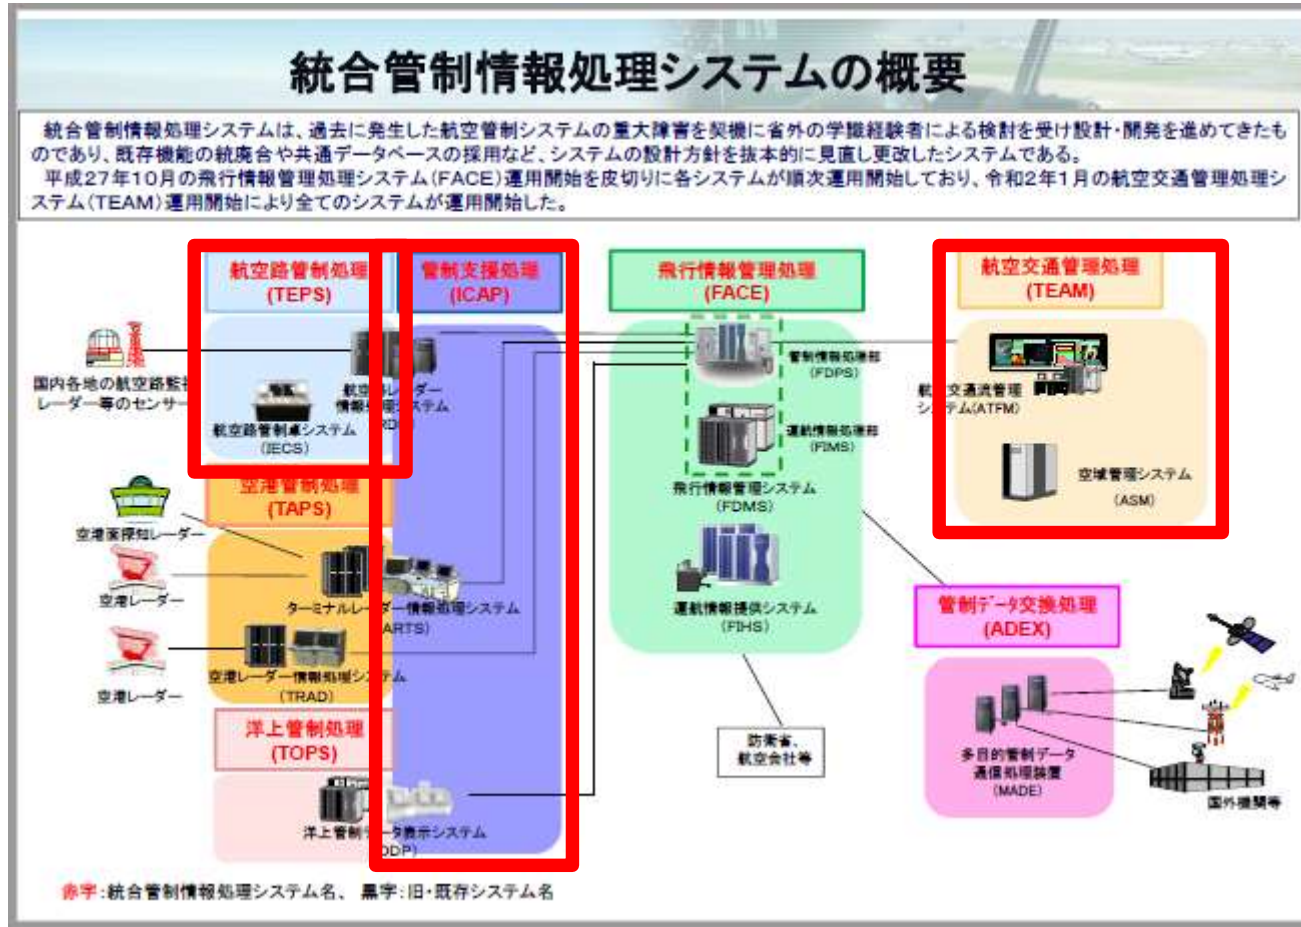 統合管制情報処理システムの概要
統合管制情報処理システムは、過去に発生した航空管制システムの重大障害を契機に省外の学識経験者による検討を受け設計・開発を進めてきたも
のであり、既存機能の統廃合や共通データベースの採用など、システムの設計方針を抜本的に見直し更改したシステムである。
平成27年10月の飛行情報管理処理システム(FACE)運用開始を皮切りに各システムが順次運用開始しており、令和2年1月の航空交通管理処理シ
ステム(TEAM)運用開始により全てのシステムが運用開始した。
航空路管制処理
(TEPS)
管制支援処理
(ICAP)
飛行情報管理処理
(FACE)
航空交通管理処理
(TEAM)
国内各地の航空路監視
レーダー等のセンサー
航空路レーダー
情報処理システム
航空路管制卓システム
(IECS)
管制情報処理部
(FDPS)
運航情報処理部
(FIMS)
飛行情報管理システム
(FDMS)
運航情報提供システム
(FIHS)
航空交通流管理
システム(ATFM)
空域管理システム
(ASM)
空港管制処理
(TAPS)
空港面探知レーダー
空港レーダー
ターミナルレーダー情報処理システム
ARTS)
空港レーダー
空港レーダー情報処理システム
(TRAD)
管制データ交換処理
(ADEX)
多目的管制データ
通信処理装置
(MADE)
国外機関等
防衛省、
航空会社等
洋上管制処理
(TOPS)
洋上管制データ表示システム
ODP)
赤字:統合管制情報処理システム名、 黒字:旧・既存システム名